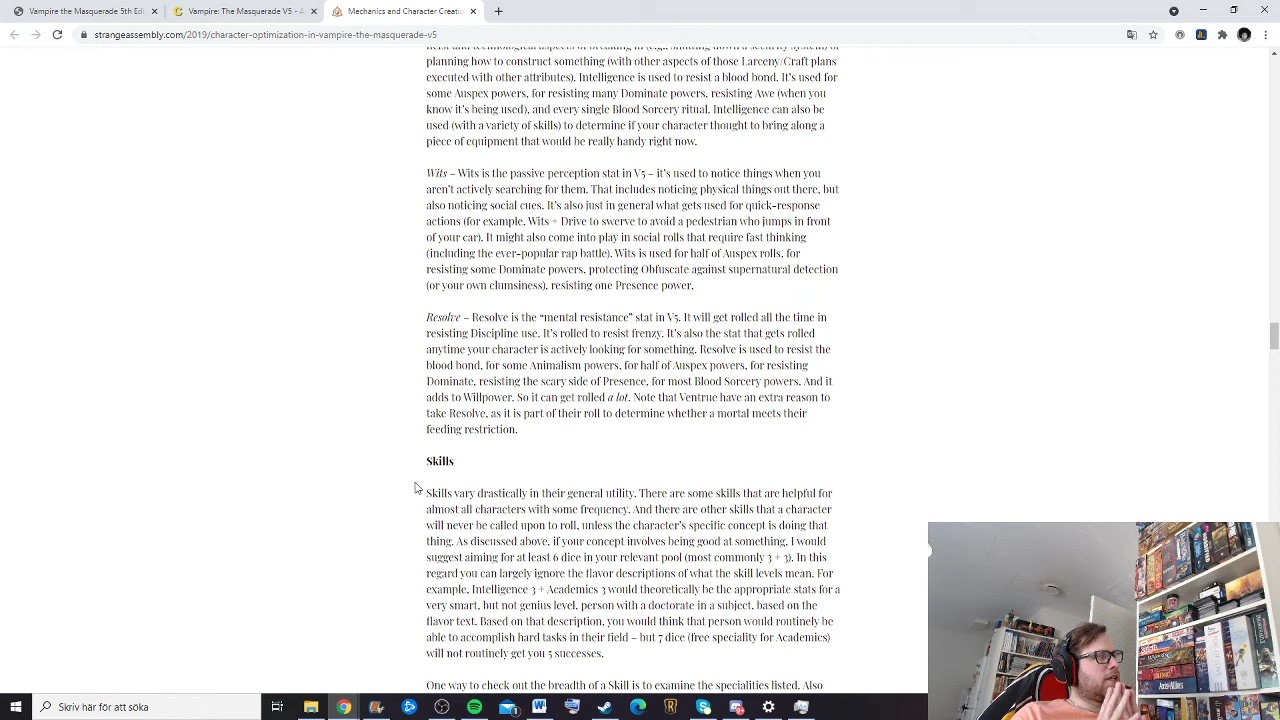 Vampire the Masquerade 5th Edi
Vampire: The Masquerade V5 - A
Mechanics and Character Creatio
strangeassembly.com/2019/character-optimization-in-vampire-the-masquerade-v5
planning how to construct something (with other aspects of those Larceny/Craft plans
executed with other attributes). Intelligence is used to resist a blood bond. It's used for
some Auspex powers, for resisting many Dominate powers, resisting Awe (when you
know it's being used), and every single Blood Sorcery ritual. Intelligence can also be
used (with a variety of skills) to determine if your character thought to bring along a
piece of equipment that would be really handy right now.
Wits – Wits is the passive perception stat in V5 – it's used to notice things when you
aren't actively searching for them. That includes noticing physical things out there, but
also noticing social cues. It's also just in general what gets used for quick-response
actions (for example, Wits + Drive to swerve to avoid a pedestrian who jumps in front
of your car). It might also come into play in social rolls that require fast thinking
(including the ever-popular rap battle). Wits is used for half of Auspex rolls, for
resisting some Dominate powers, protecting Obfuscate against supernatural detection
(or your own clumsiness), resisting one Presence power,
Resolve – Resolve is the “mental resistance” stat in V5. It will get rolled all the time in
resisting Discipline use. It's rolled to resist frenzy. It's also the stat that gets rolled
anytime your character is actively looking for something. Resolve is used to resist the
blood bond, for some Animalism powers, for half of Auspex powers, for resisting
Dominate, resisting the scary side of Presence, for most Blood Sorcery powers. And it
adds to Willpower. So it can get rolled a lot. Note that Ventrue have an extra reason to
take Resolve, as it is part of their roll to determine whether a mortal meets their
feeding restriction.
Skills
Skills vary drastically in their general utility. There are some skills that are helpful for
almost all characters with some frequency. And there are other skills that a character
will never be called upon to roll, unless the character's specific concept is doing that
thing. As discussed above, if your concept involves being good at something, I would
suggest aiming for at least 6 dice in your relevant pool (most commonly 3 + 3). In this
regard you can largely ignore the flavor descriptions of what the skill levels mean. For
example, Intelligence 3 + Academics 3 would theoretically be the appropriate stats for a
very smart, but not genius level, person with a doctorate in a subject, based on the
flavor text. Based on that description, you would think that person would routinely be
able to accomplish hard tasks in their field – but 7 dice (free speciality for Academics)
will not routinely get you 5 successes.
One way to check out the breadth of a Skill is to examine the specialities listed. Also
Skriv här för att söka
Axis & Allies